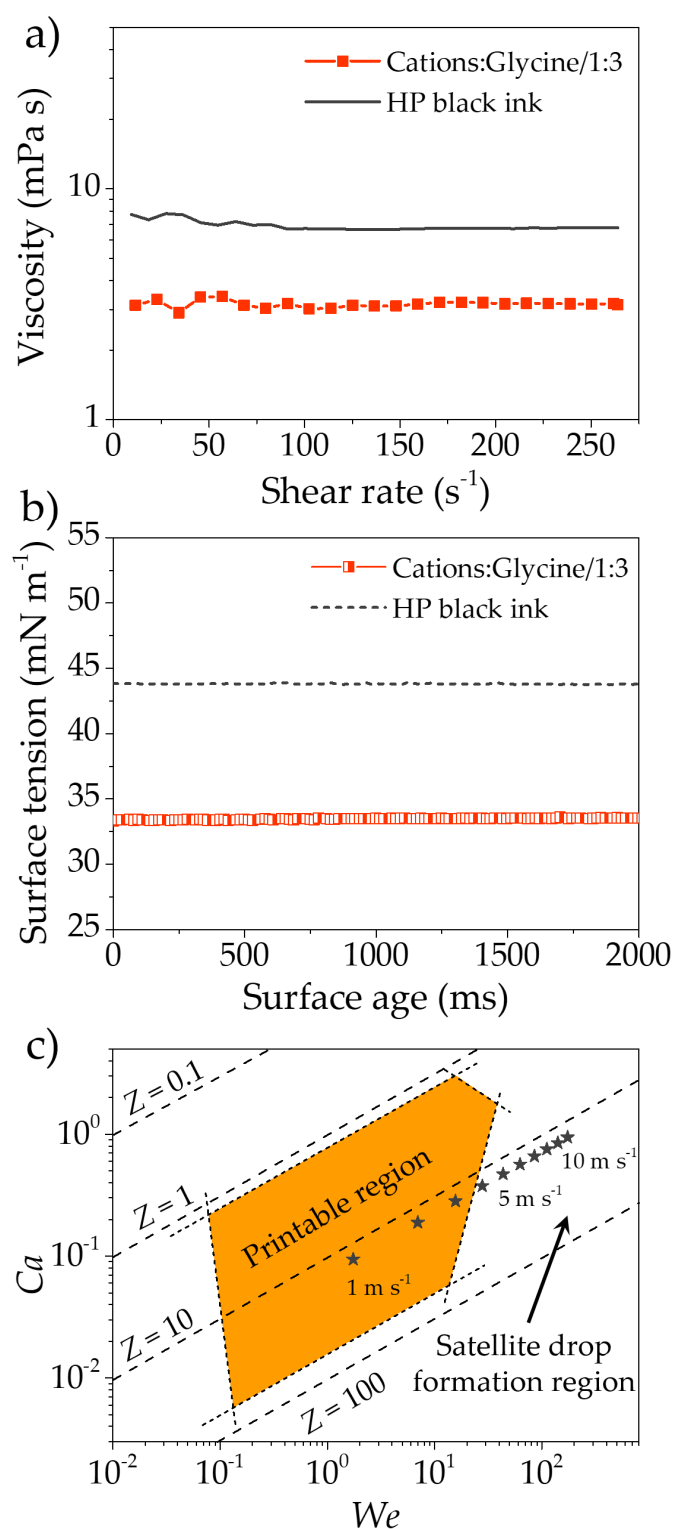 a)
Viscosity (mPa s)
10
1
Cations:Glycine/1:3
HP black ink
0 50 100 150 200 250
Shear rate (s⁻¹)
b)
Surface tension (mN m⁻¹)
55
50
45
40
35
30
25
Cations:Glycine/1:3
HP black ink
0 500 1000 1500 2000
Surface age (ms)
c)
Ca
10⁰
10⁻¹
10⁻²
Z = 0.1
Z = 1
Z = 10
Z = 100
Printable region
1 m s⁻¹
5 m s⁻¹
10 m s⁻¹
Satellite drop
formation region
10⁻² 10⁻¹ 10⁰ 10¹ 10²
We